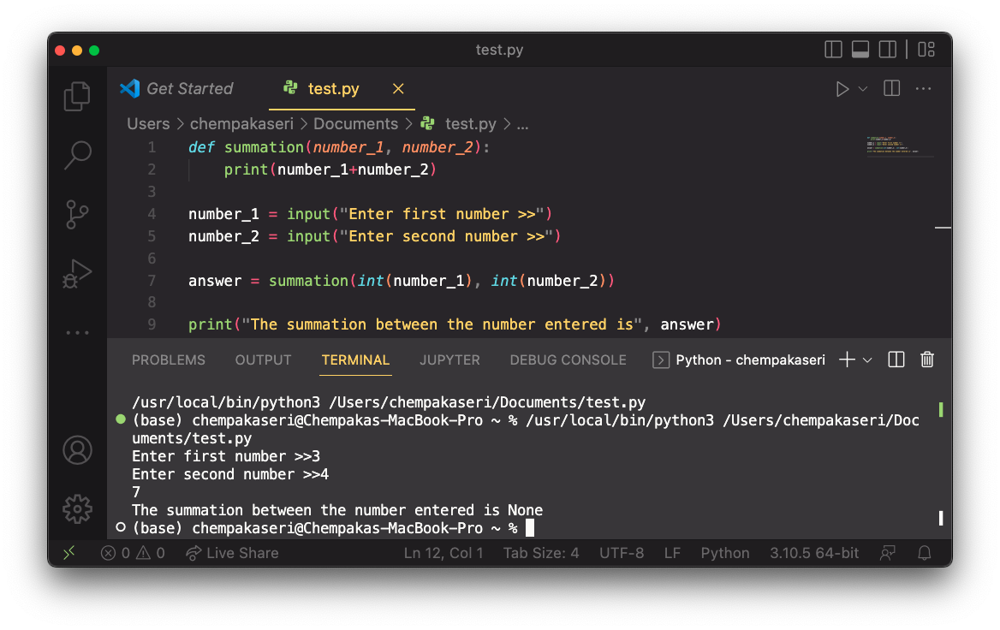 test.py
Get Started
test.py
Users > chempakaseri > Documents > test.py > ...
1 def summation(number_1, number_2):
2     print(number_1+number_2)
3
4 number_1 = input("Enter first number >>")
5 number_2 = input("Enter second number >>")
6
7 answer = summation(int(number_1), int(number_2))
8
9 print("The summation between the number entered is", answer)
PROBLEMS OUTPUT TERMINAL JUPYTER DEBUG CONSOLE Python - chempakaseri
/usr/local/bin/python3 /Users/chempakaseri/Documents/test.py
(base) chempakaseri@Chempakas-MacBook-Pro ~ % /usr/local/bin/python3 /Users/chempakaseri/Doc
uments/test.py
Enter first number >>3
Enter second number >>4
7
The summation between the number entered is None
(base) chempakaseri@Chempakas-MacBook-Pro ~ %
0 0 Live Share Ln 12, Col 1 Tab Size: 4 UTF-8 LF Python 3.10.5 64-bit